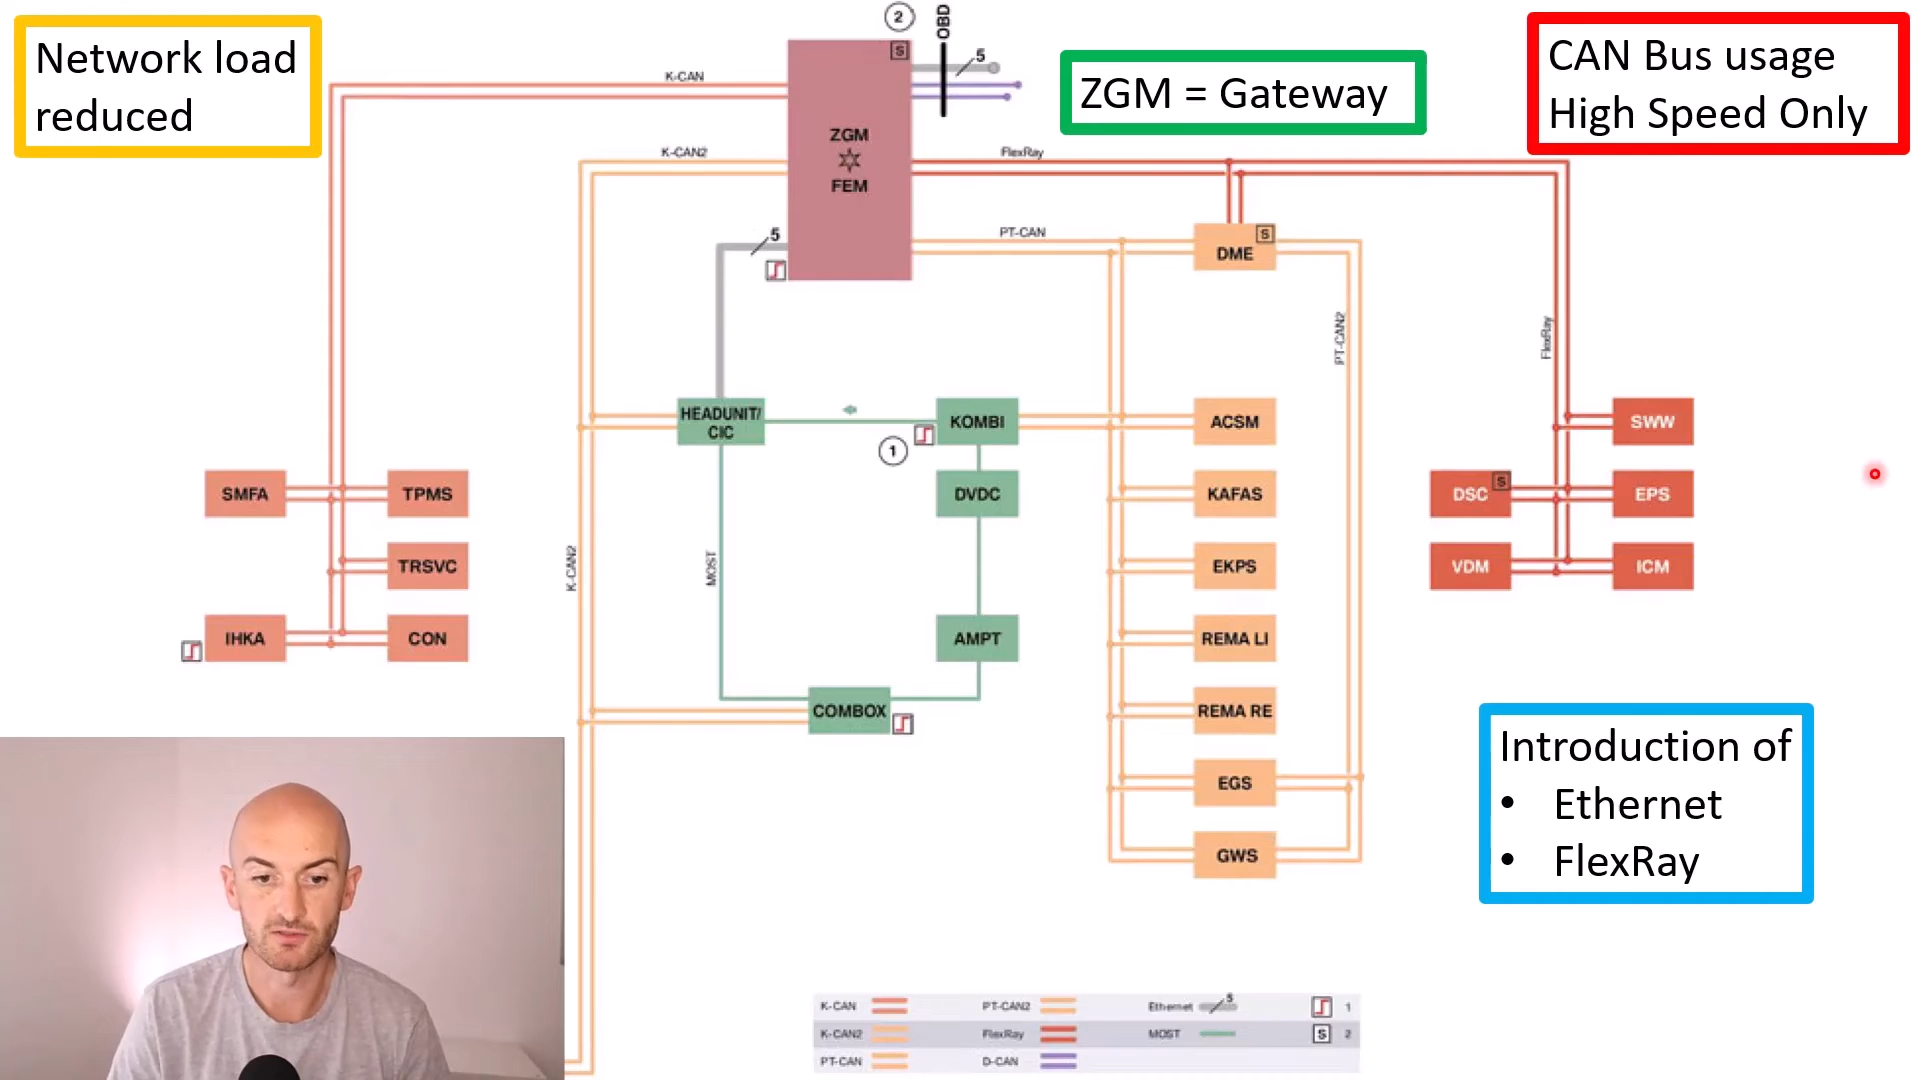 Network load
reduced
2
OBD
5
K-CAN
S
ZGM
FEM
ZGM = Gateway
CAN Bus usage
High Speed Only
K-CAN2
FlexRay
5
PT-CAN
DME
S
PT-CAN2
FlexRay
HEADUNIT/
CIC
KOMBI
1
ACSM
SWW
SMFA
TPMS
DVDC
KAFAS
DSC
S
EPS
K-CAN2
MOST
TRSVC
EKPS
VDM
ICM
IHKA
CON
AMPT
REMA LI
COMBOX
REMA RE
EGS
GWS
Introduction of
• Ethernet
• FlexRay
K-CAN
PT-CAN2
Ethernet
5
1
K-CAN2
FlexRay
MOST
S
2
PT-CAN
D-CAN